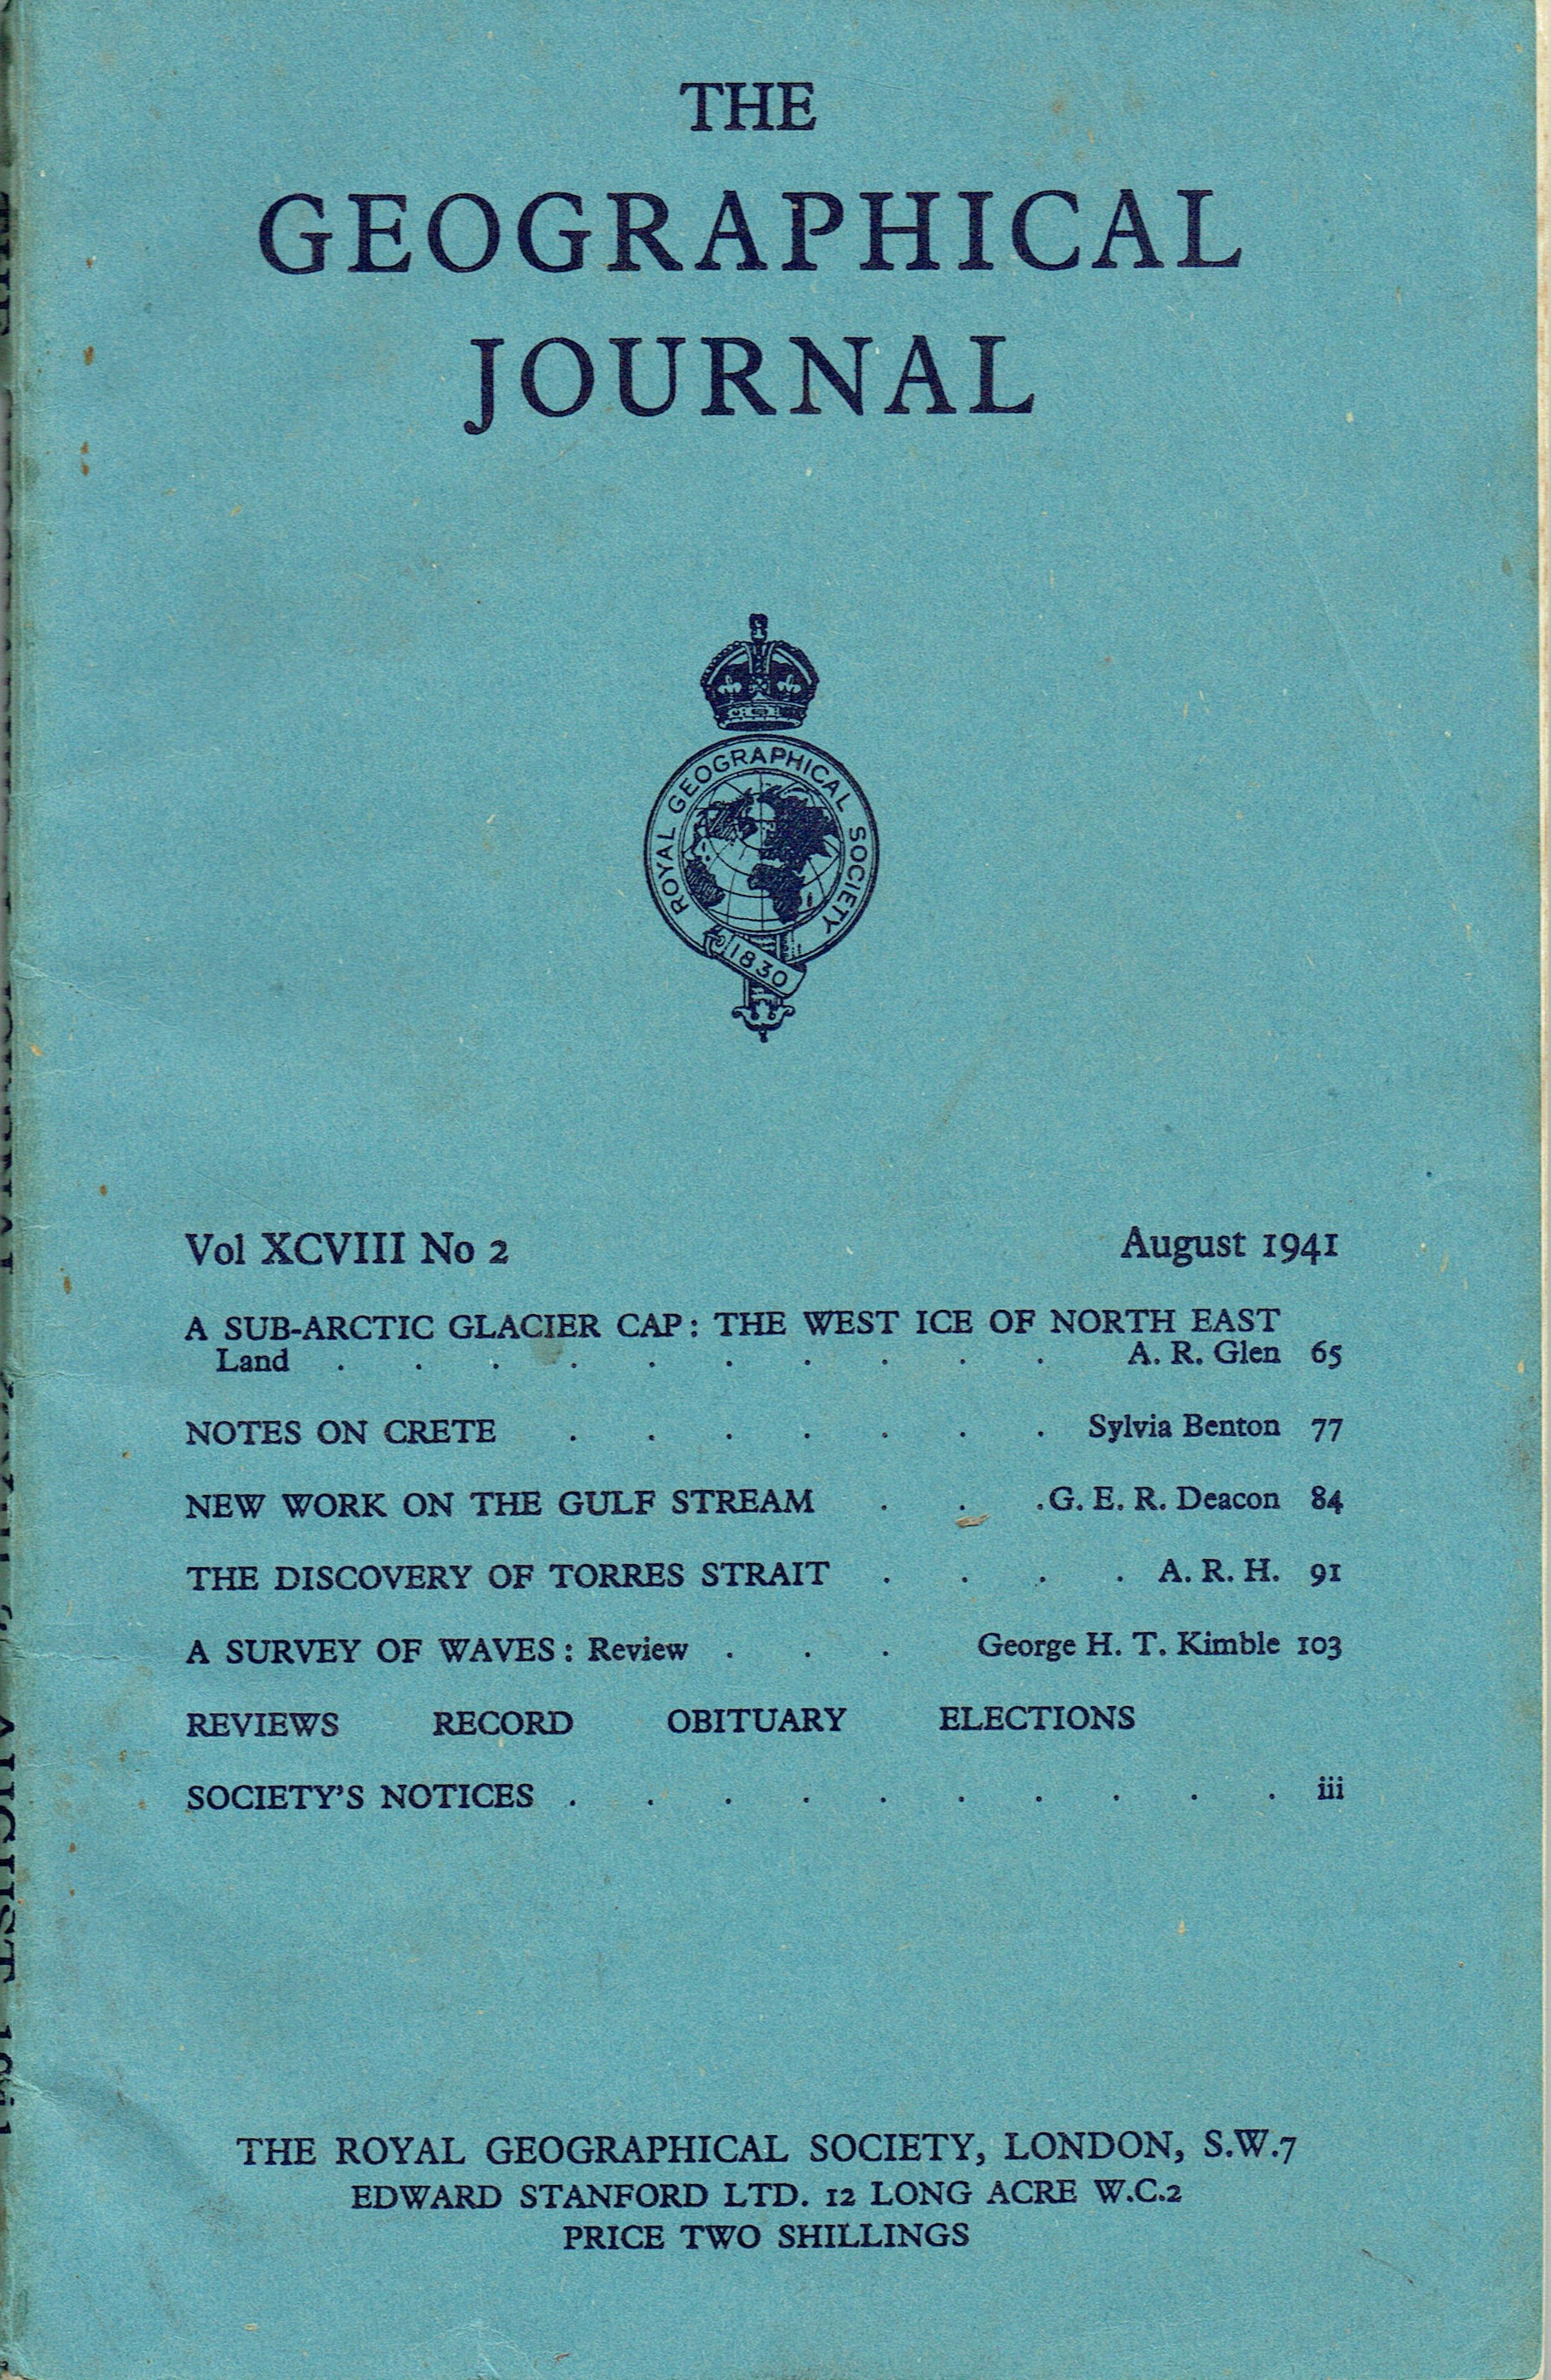 THE
GEOGRAPHICAL
JOURNAL
ROYAL GEOGRAPHICAL SOCIETY
1830
Vol XCVIII No 2 August 1941
A SUB-ARCTIC GLACIER CAP: THE WEST ICE OF NORTH EAST
Land . . . . . . . . . . A. R. Glen 65
NOTES ON CRETE . . . . . . . Sylvia Benton 77
NEW WORK ON THE GULF STREAM . . . G. E. R. Deacon 84
THE DISCOVERY OF TORRES STRAIT . . . . A. R. H. 91
A SURVEY OF WAVES: Review . . . George H. T. Kimble 103
REVIEWS RECORD OBITUARY ELECTIONS
SOCIETY'S NOTICES . . . . . . . . . . iii
THE ROYAL GEOGRAPHICAL SOCIETY, LONDON, S.W.7
EDWARD STANFORD LTD. 12 LONG ACRE W.C.2
PRICE TWO SHILLINGS